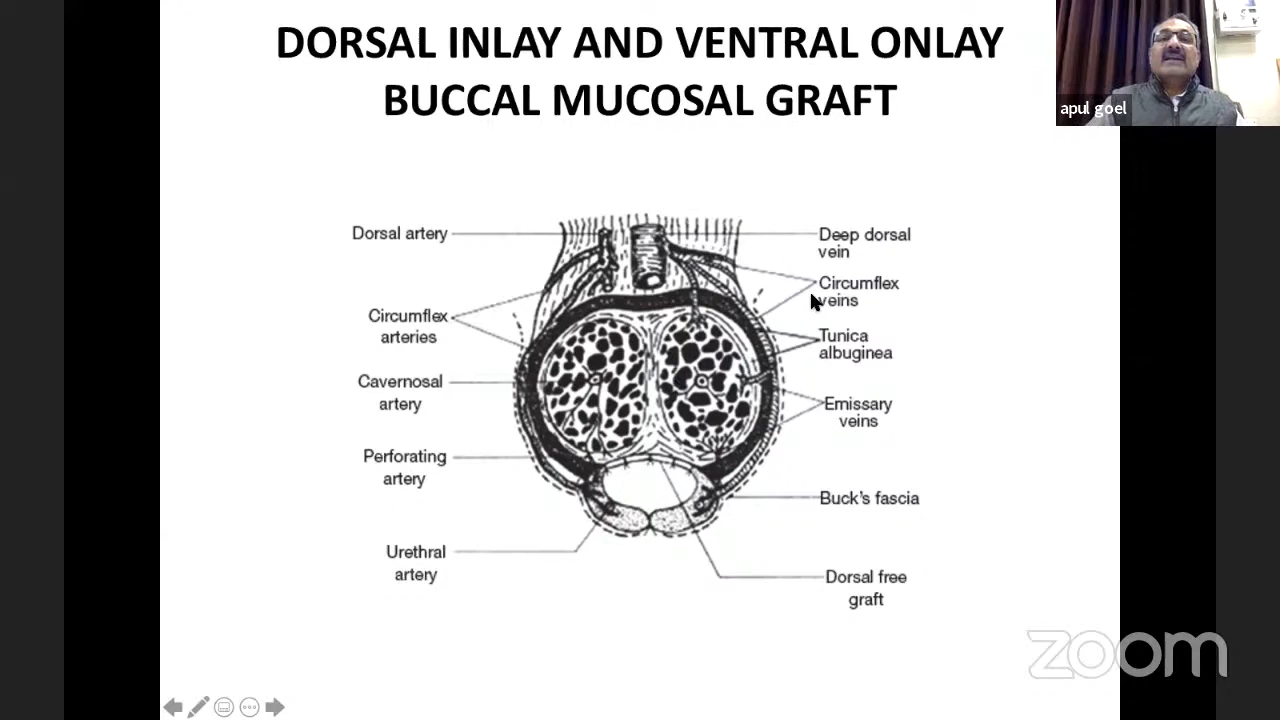 DORSAL INLAY AND VENTRAL ONLAY
BUCCAL MUCOSAL GRAFT
apul goel
Dorsal artery
Circumflex
arteries
Cavernosal
artery
Perforating
artery
Urethral
artery
Deep dorsal
vein
Circumflex
veins
Tunica
albuginea
Emissary
veins
Buck's fascia
Dorsal free
graft
zoom